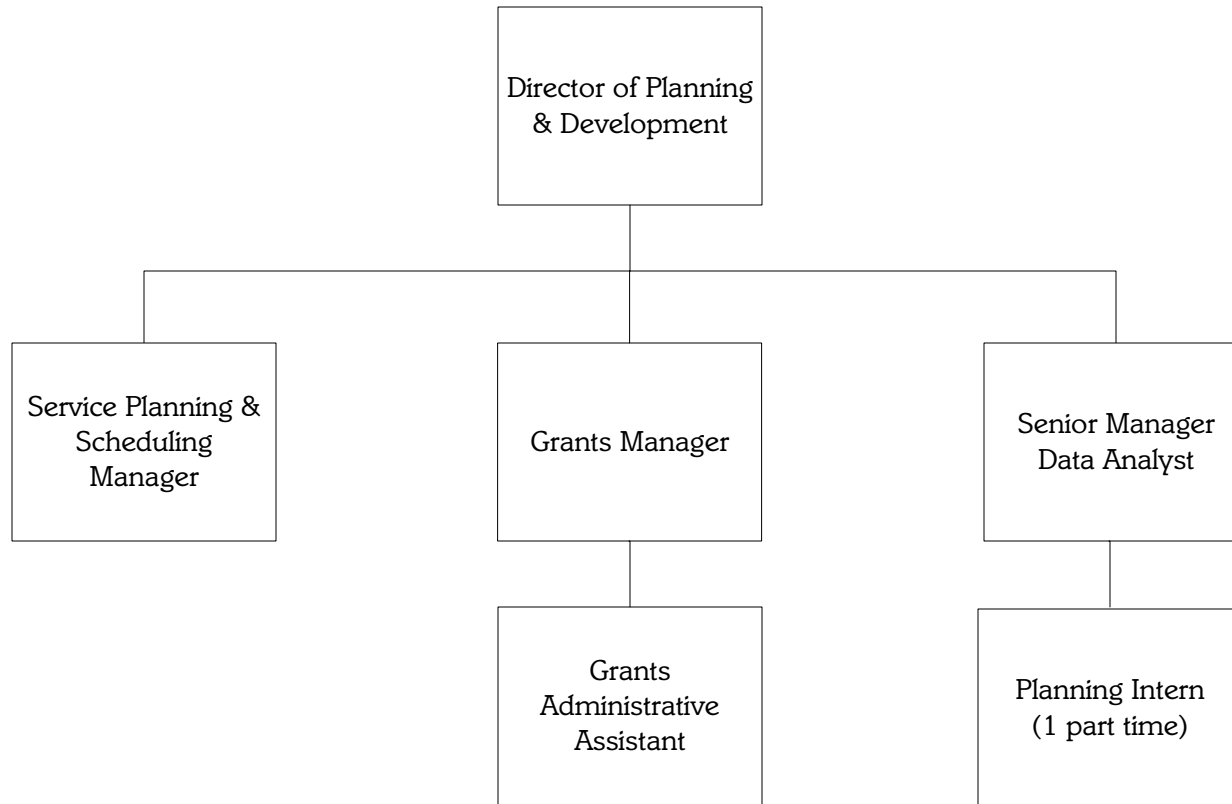 Director of Planning
& Development
Service Planning &
Scheduling
Manager
Grants Manager
Senior Manager
Data Analyst
Grants
Administrative
Assistant
Planning Intern
(1 part time)